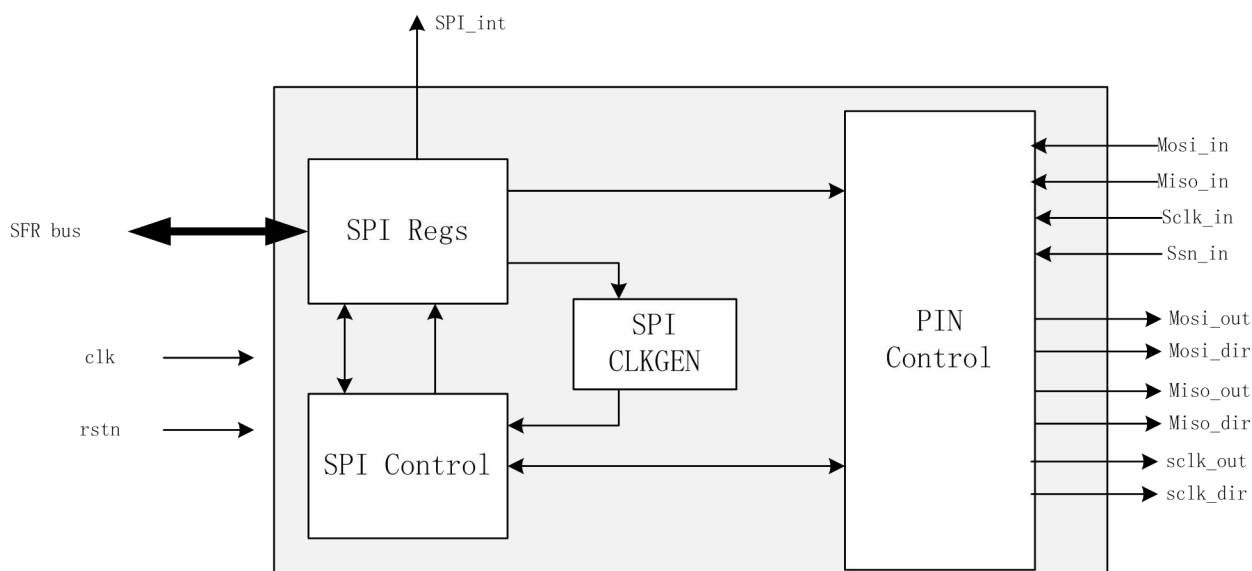 SPI_int
SFR bus
clk
rstn
SPI Regs
SPI
CLKGEN
SPI Control
PIN
Control
Mosi_in
Miso_in
Sclk_in
Ssn_in
Mosi_out
Mosi_dir
Miso_out
Miso_dir
sclk_out
sclk_dir